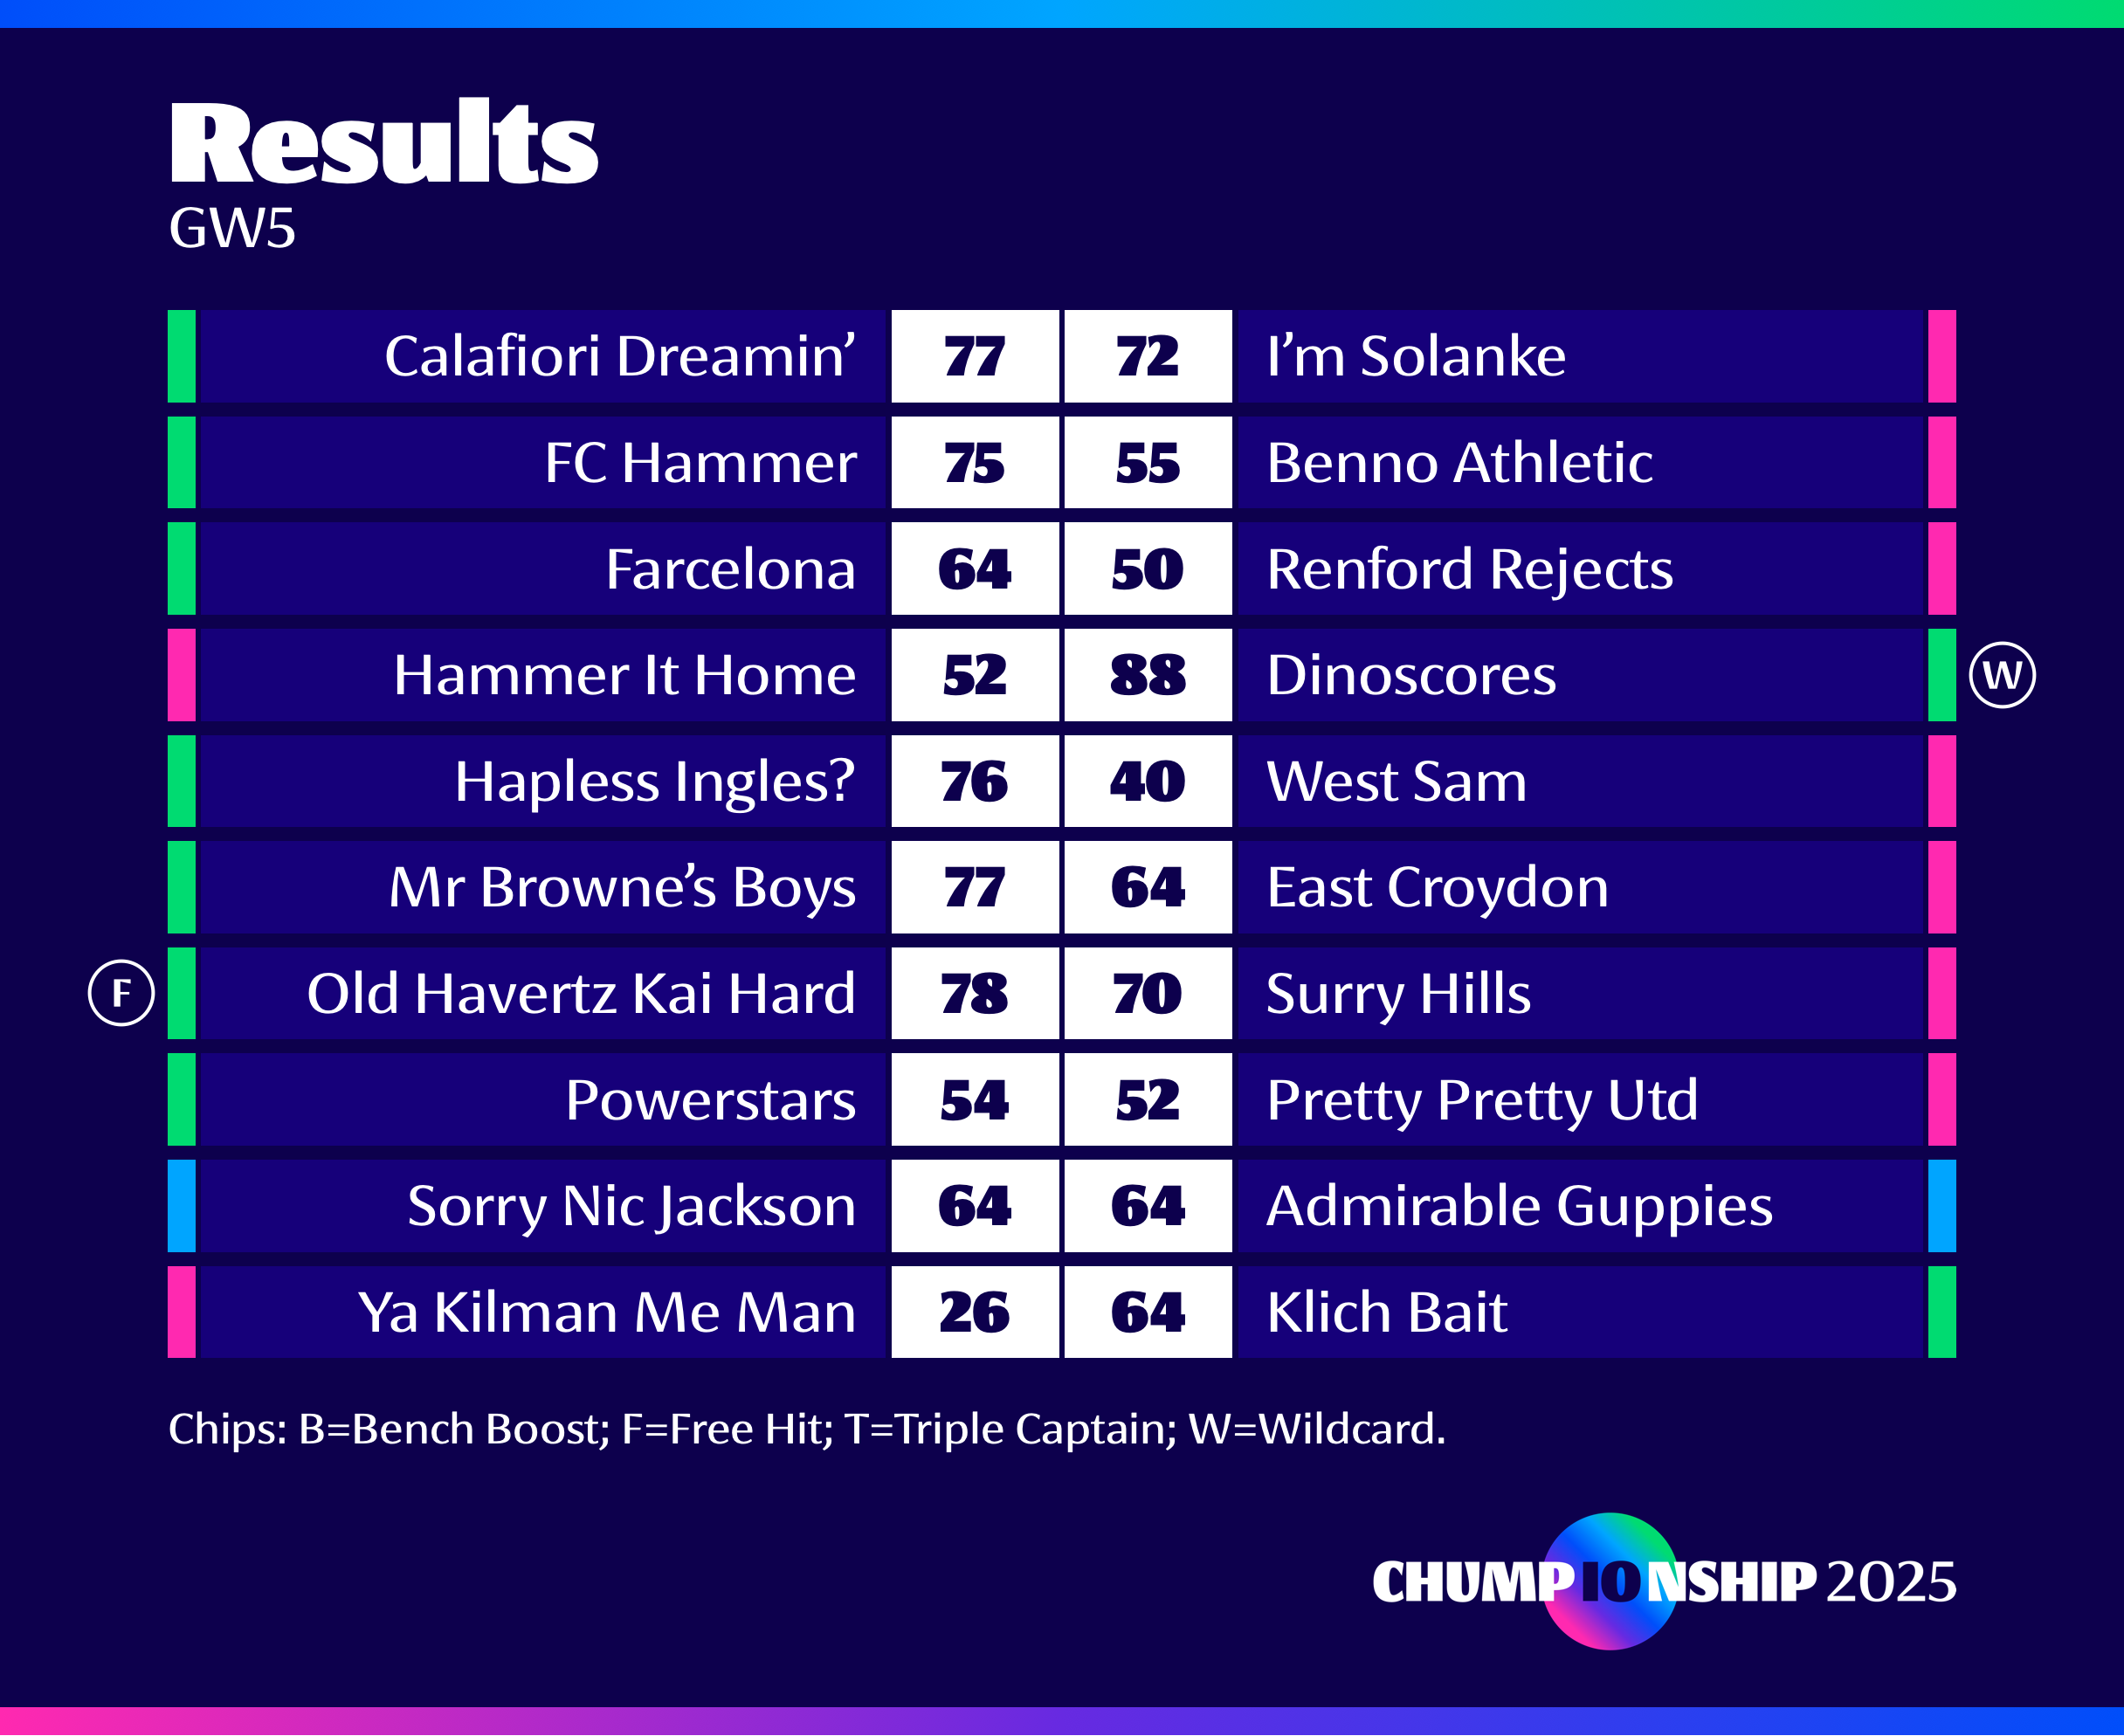 Results
GW5
Calafiori Dreamin’ 77 72 I’m Solanke
FC Hammer 75 55 Benno Athletic
Farcelona 64 50 Renford Rejects
Hammer It Home 52 88 Dinoscores W
Hapless Ingles? 76 40 West Sam
Mr Browne’s Boys 77 64 East Croydon
F Old Havertz Kai Hard 78 70 Surry Hills
Powerstars 54 52 Pretty Pretty Utd
Sorry Nic Jackson 64 64 Admirable Guppies
Ya Kilman Me Man 26 64 Klich Bait
Chips: B=Bench Boost; F=Free Hit; T=Triple Captain; W=Wildcard.
CHUMPIONSHIP 2025